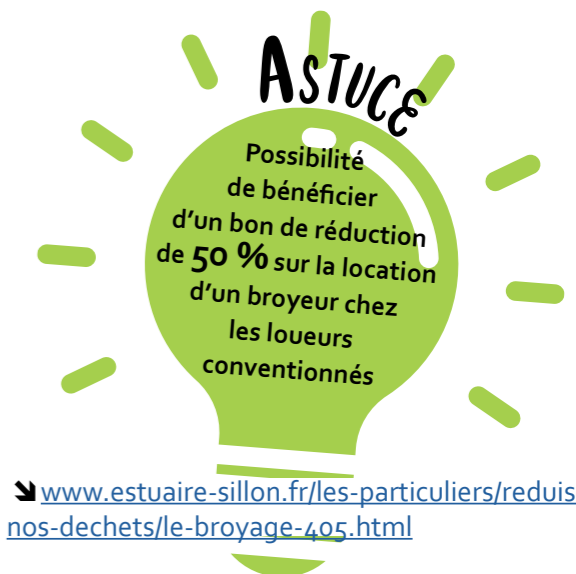 ASTUCE
Possibilité
de bénéficier
d'un bon de réduction
de 50 % sur la location
d'un broyeur chez
les loueurs
conventionnés
www.estuaire-sillon.fr/les-particuliers/reduis
nos-dechets/le-broyage-405.html